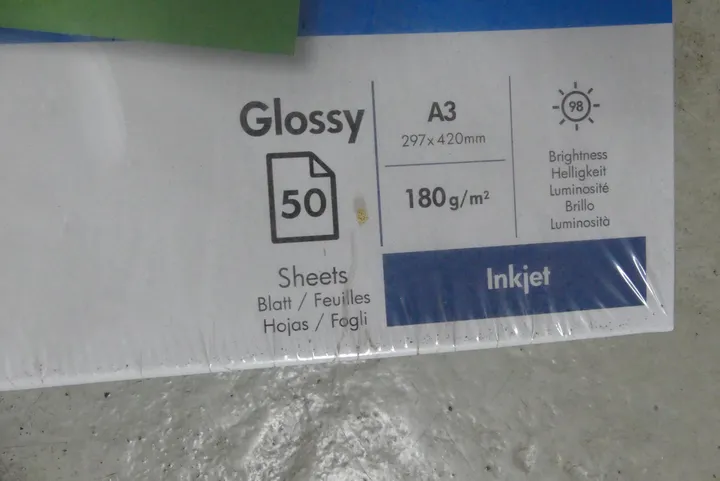 Glossy
50
Sheets
Blatt / Feuilles
Hojas / Fogli
A3
297x420mm
180g/m²
98
Brightness
Helligkeit
Luminosité
Brillo
Luminosità
Inkjet